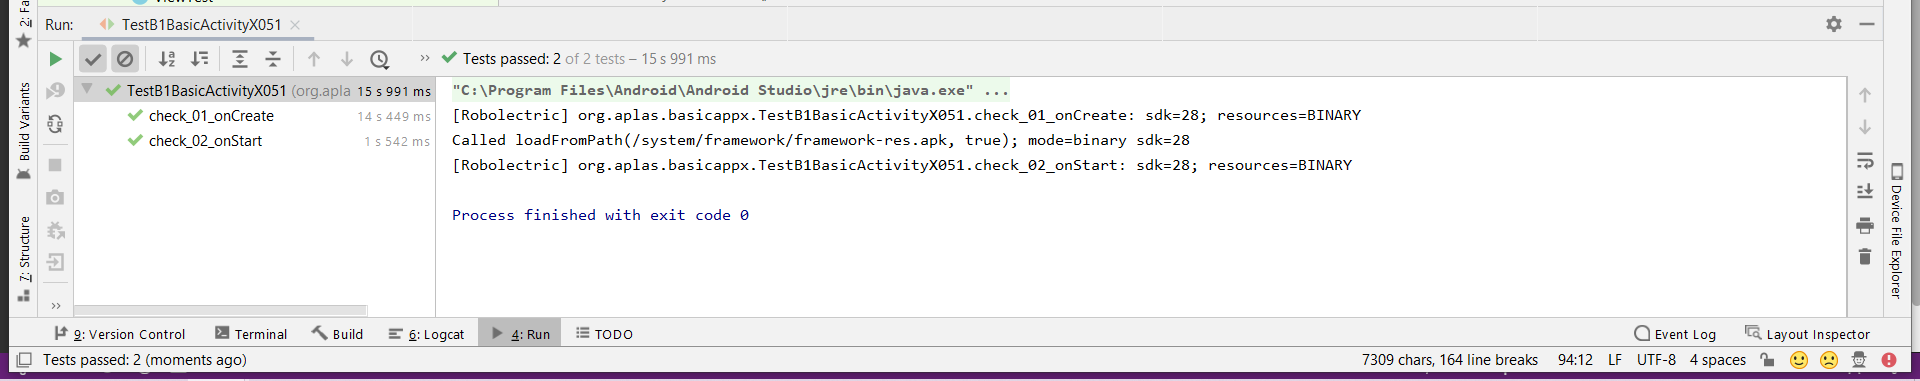 ViewTest
2: Fa
Run: TestB1BasicActivityX051
Tests passed: 2 of 2 tests – 15 s 991 ms
TestB1BasicActivityX051 (org.apla 15 s 991 ms
check_01_onCreate 14 s 449 ms
check_02_onStart 1 s 542 ms
"C:\Program Files\Android\Android Studio\jre\bin\java.exe" ...
[Robolectric] org.aplas.basicappx.TestB1BasicActivityX051.check_01_onCreate: sdk=28; resources=BINARY
Called loadFromPath(/system/framework/framework-res.apk, true); mode=binary sdk=28
[Robolectric] org.aplas.basicappx.TestB1BasicActivityX051.check_02_onStart: sdk=28; resources=BINARY
Process finished with exit code 0
Build Variants
7: Structure
Device File Explorer
9: Version Control Terminal Build 6: Logcat 4: Run TODO Event Log Layout Inspector
Tests passed: 2 (moments ago) 7309 chars, 164 line breaks 94:12 LF UTF-8 4 spaces